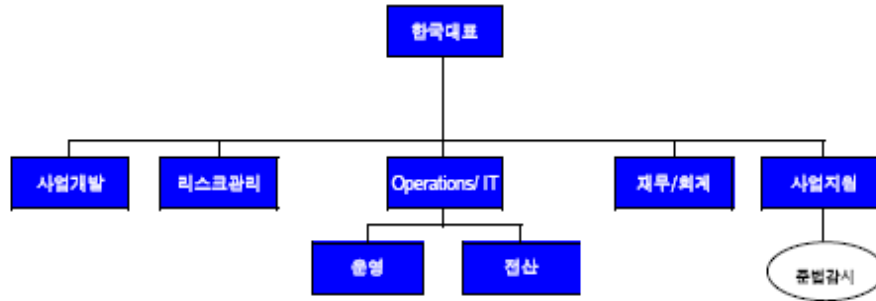 한국대표
사업개발
리스크관리
Operations/ IT
재무/회계
사업지원
운영
전산
준법감시